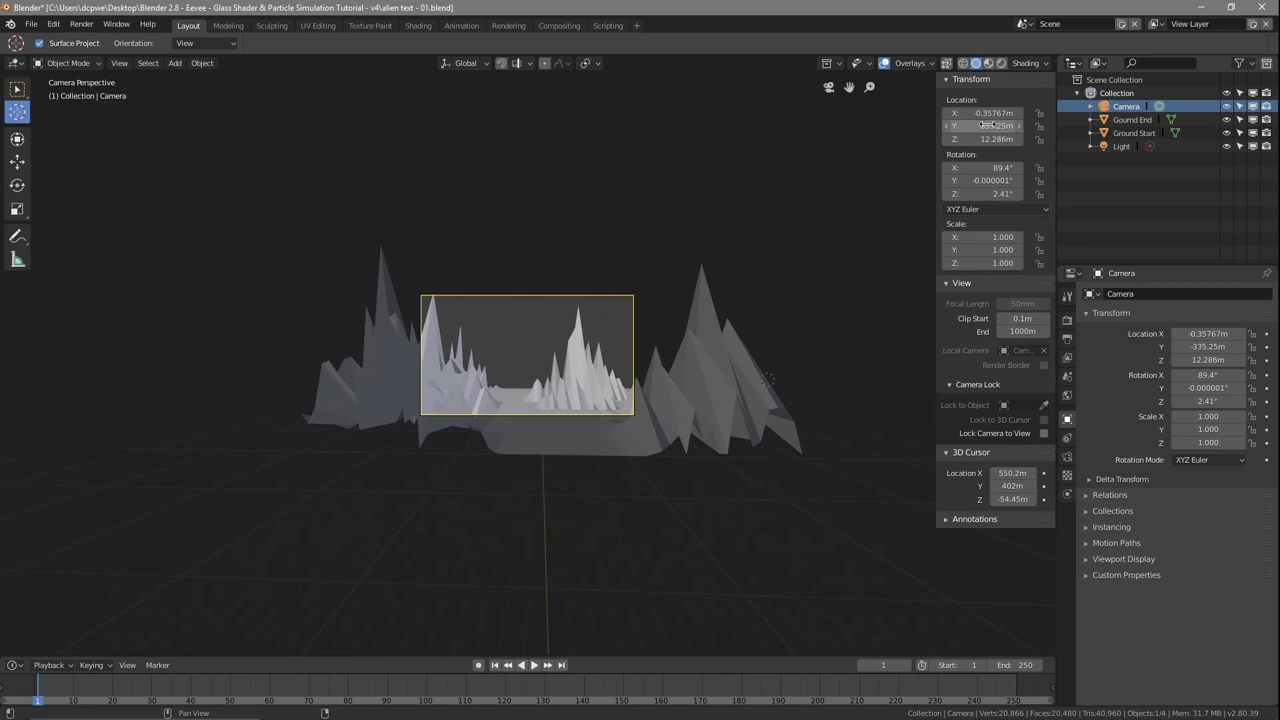 Blender* [C:\Users\dcpwe\Desktop\Blender 2.8 - Eevee - Glass Shader & Particle Simulation Tutorial - v4\alien text - 01.blend]
File Edit Render Window Help Layout Modeling Sculpting UV Editing Texture Paint Shading Animation Rendering Compositing Scripting + Scene View Layer
Surface Project Orientation: View
Object Mode View Select Add Object Global Overlays Shading
Camera Perspective
(1) Collection | Camera
Transform
Location:
X: -0.35767m
Y:
Z: 12.286m
Rotation:
X: 89.4°
Y: -0.000001°
Z: 2.41°
XYZ Euler
Scale:
X: 1.000
Y: 1.000
Z: 1.000
View
Focal Length 50mm
Clip Start 0.1m
End 1000m
Local Camera Cam..
Render Border
Camera Lock
Lock to Object
Lock to 3D Cursor
Lock Camera to View
3D Cursor
Location X 550.2m
Y 402m
Z -54.45m
Annotations
Scene Collection
Collection
Camera
Gournd End
Ground Start
Light
Camera
Camera
Transform
Location X -0.35767m
Y -335.25m
Z 12.286m
Rotation X 89.4°
Y -0.000001°
Z 2.41°
Scale X 1.000
Y 1.000
Z 1.000
Rotation Mode XYZ Euler
Delta Transform
Relations
Collections
Instancing
Motion Paths
Viewport Display
Custom Properties
Playback Keying View Marker 1 Start: 1 End: 250
1 10 20 30 40 50 60 70 80 90 100 110 120 130 140 150 160 170 180 190 200 210 220 230 240 250
Pan View Collection | Camera | Verts:20,866 | Faces:20,480 | Tris:40,960 | Objects:1/4 | Mem: 31.7 MB | v2.80.39